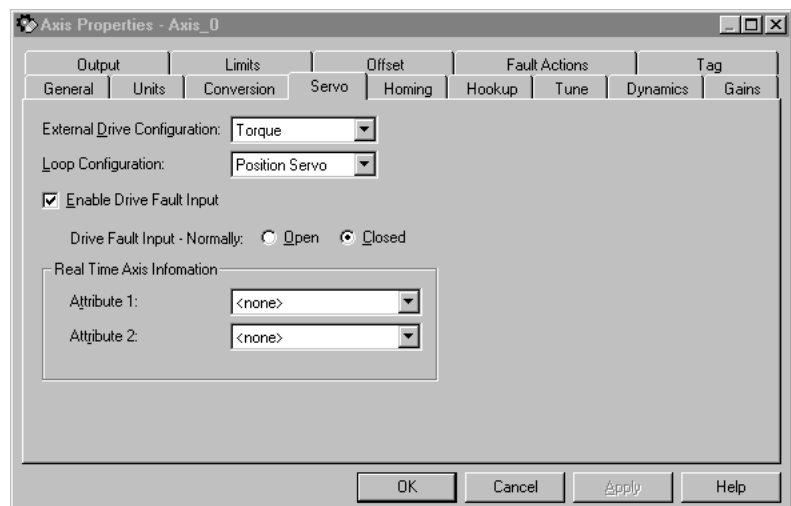 Axis Properties - Axis_0
Output Limits Offset Fault Actions Tag
General Units Conversion Servo Homing Hookup Tune Dynamics Gains
External Drive Configuration: Torque
Loop Configuration: Position Servo
Enable Drive Fault Input
Drive Fault Input - Normally: Open Closed
Real Time Axis Infomation
Attribute 1: <none>
Attribute 2: <none>
OK Cancel Apply Help